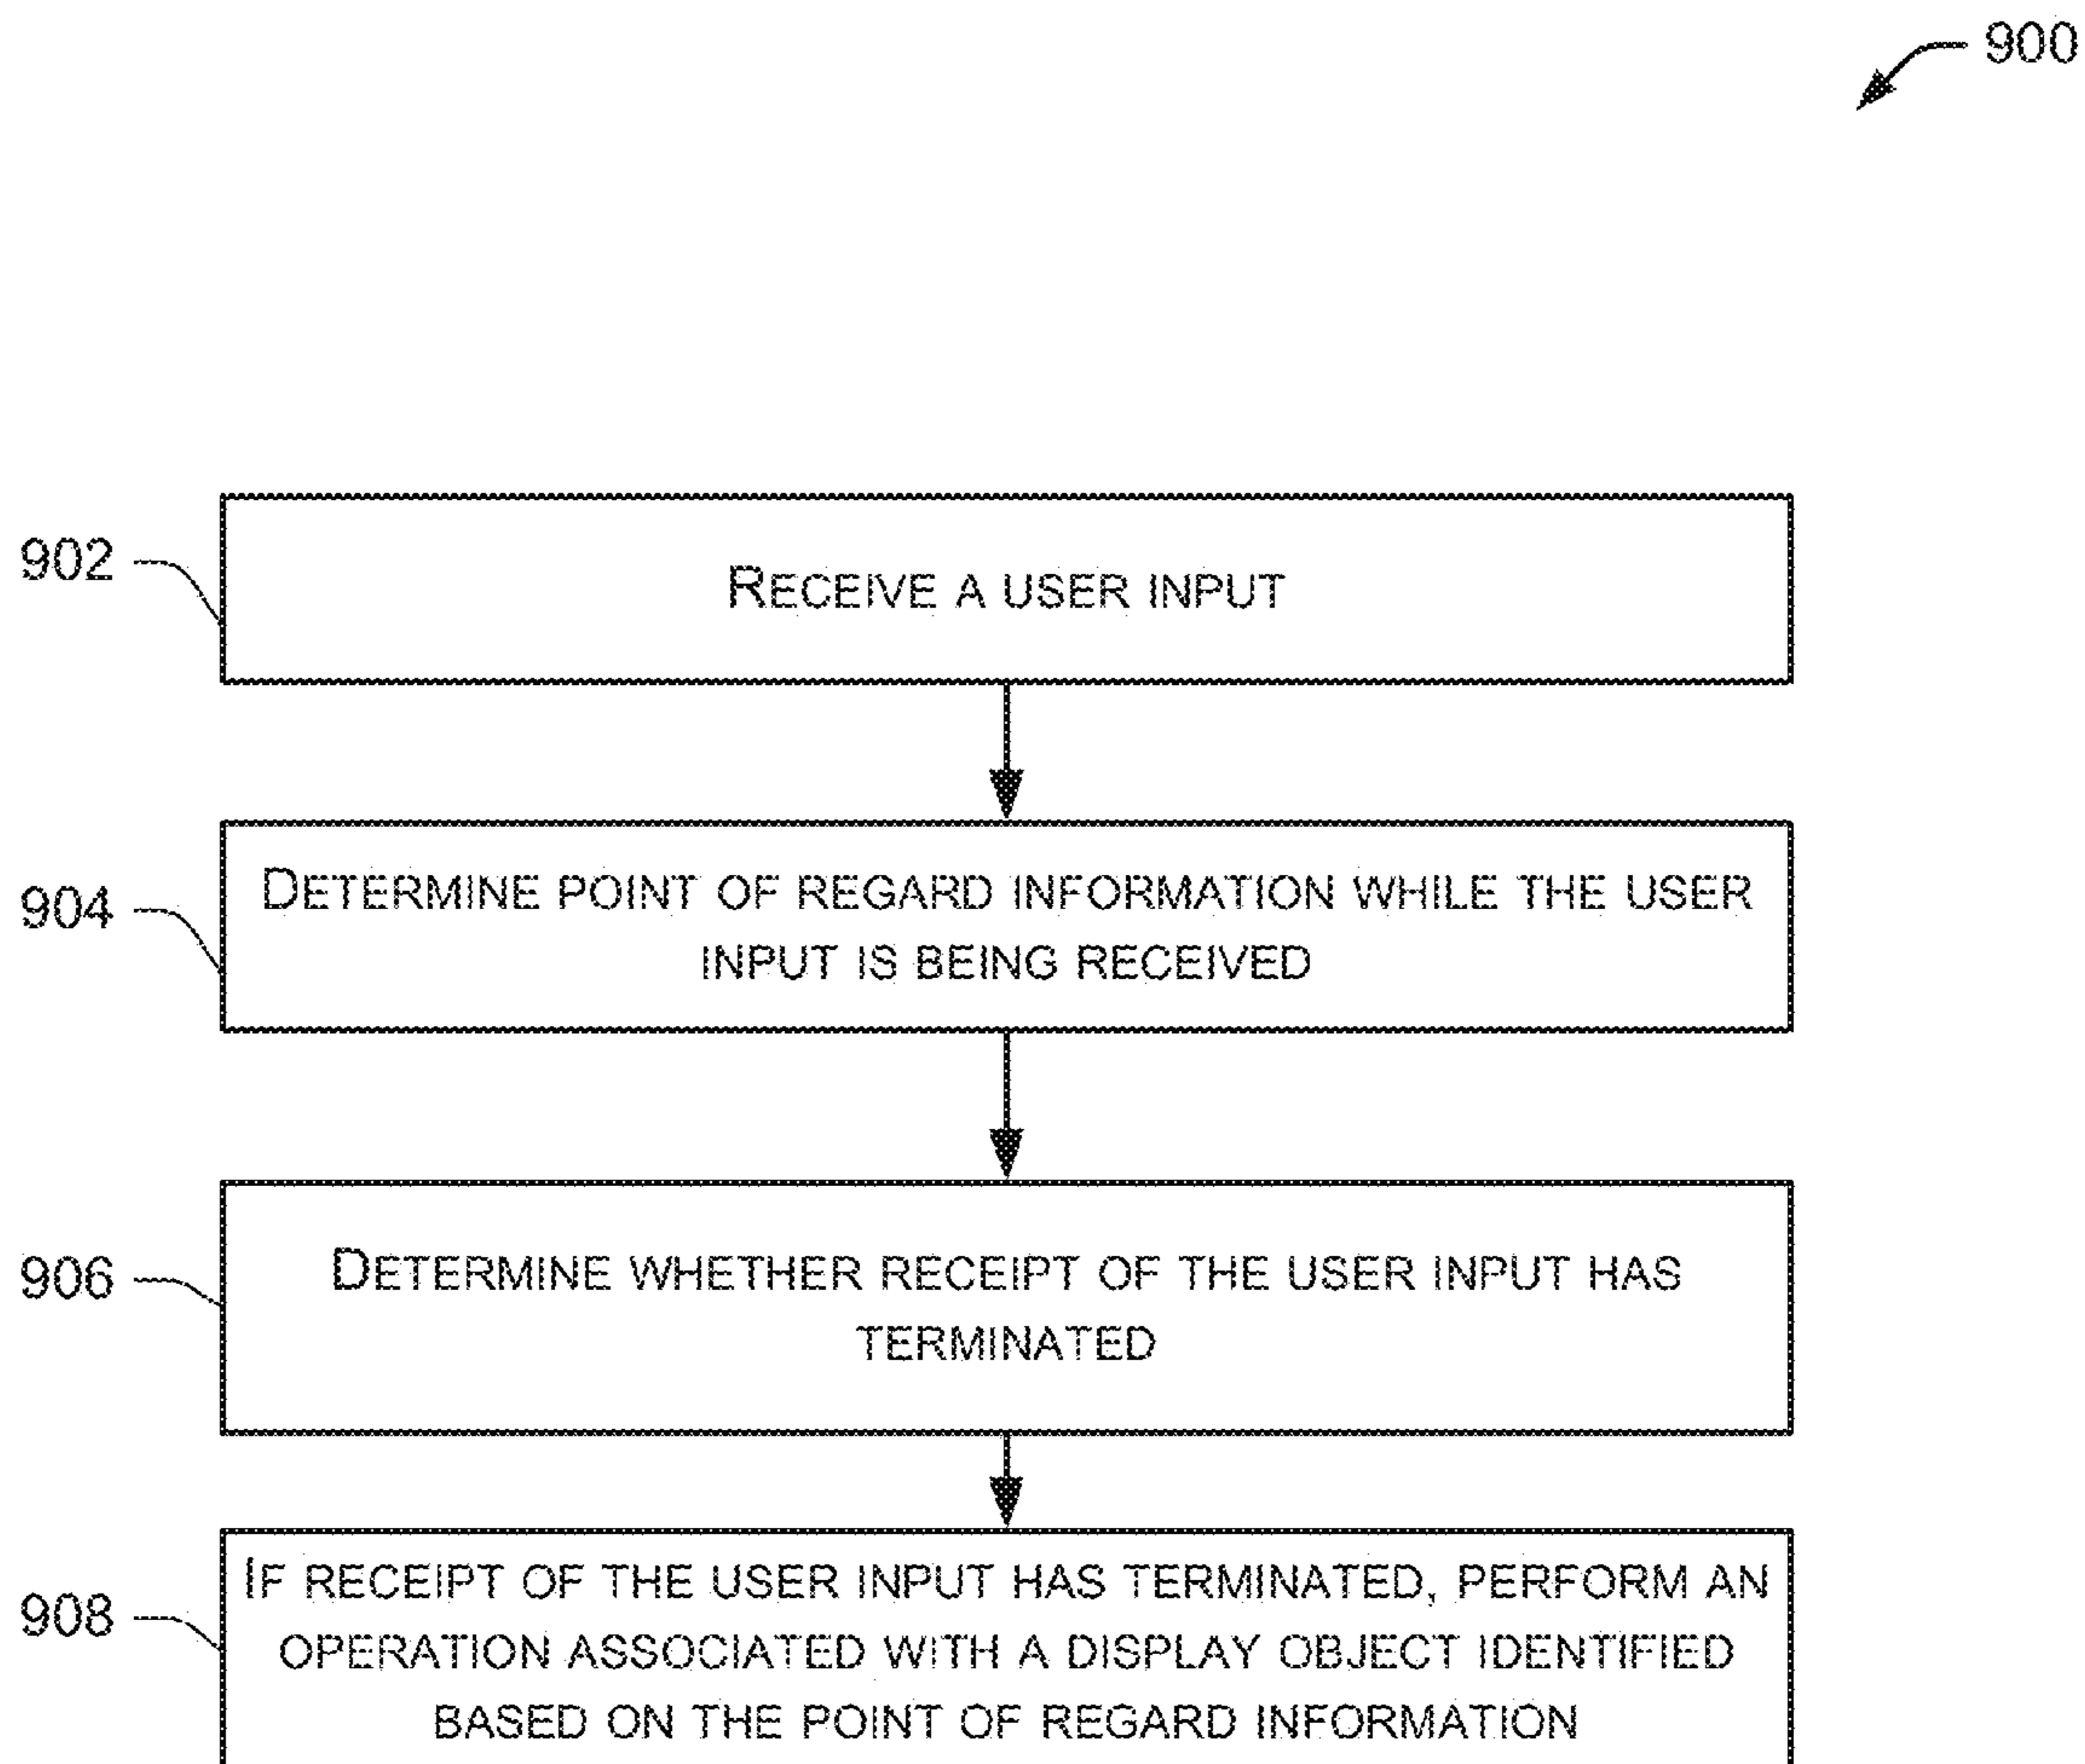 900
902
RECEIVE A USER INPUT
904
DETERMINE POINT OF REGARD INFORMATION WHILE THE USER
INPUT IS BEING RECEIVED
906
DETERMINE WHETHER RECEIPT OF THE USER INPUT HAS
TERMINATED
908
IF RECEIPT OF THE USER INPUT HAS TERMINATED, PERFORM AN
OPERATION ASSOCIATED WITH A DISPLAY OBJECT IDENTIFIED
BASED ON THE POINT OF REGARD INFORMATION